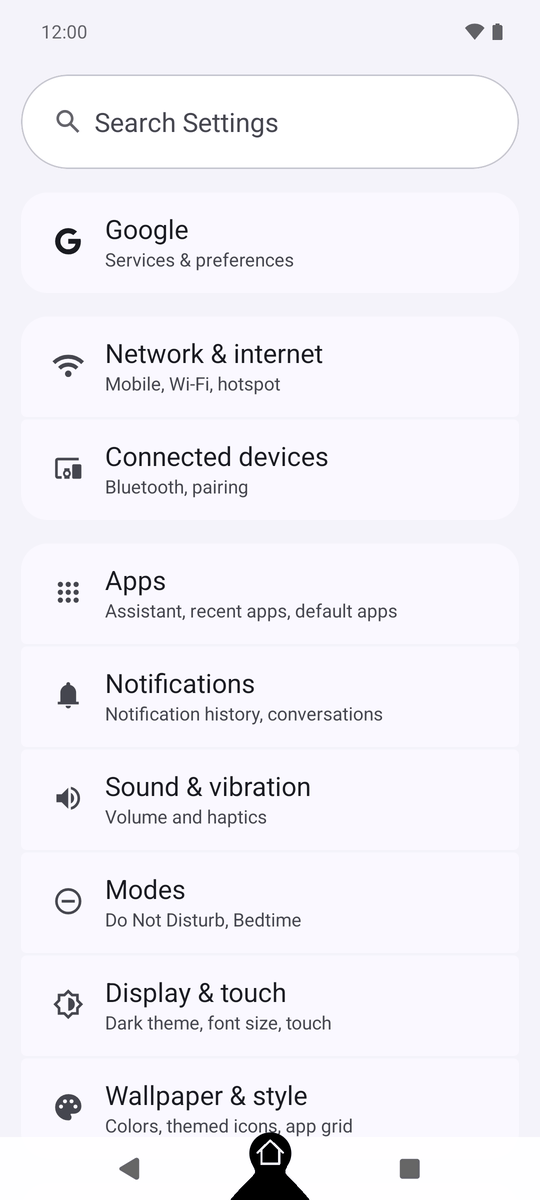 12:00
Search Settings
Google
Services & preferences
Network & internet
Mobile, Wi-Fi, hotspot
Connected devices
Bluetooth, pairing
Apps
Assistant, recent apps, default apps
Notifications
Notification history, conversations
Sound & vibration
Volume and haptics
Modes
Do Not Disturb, Bedtime
Display & touch
Dark theme, font size, touch
Wallpaper & style
Colors, themed icons, app grid